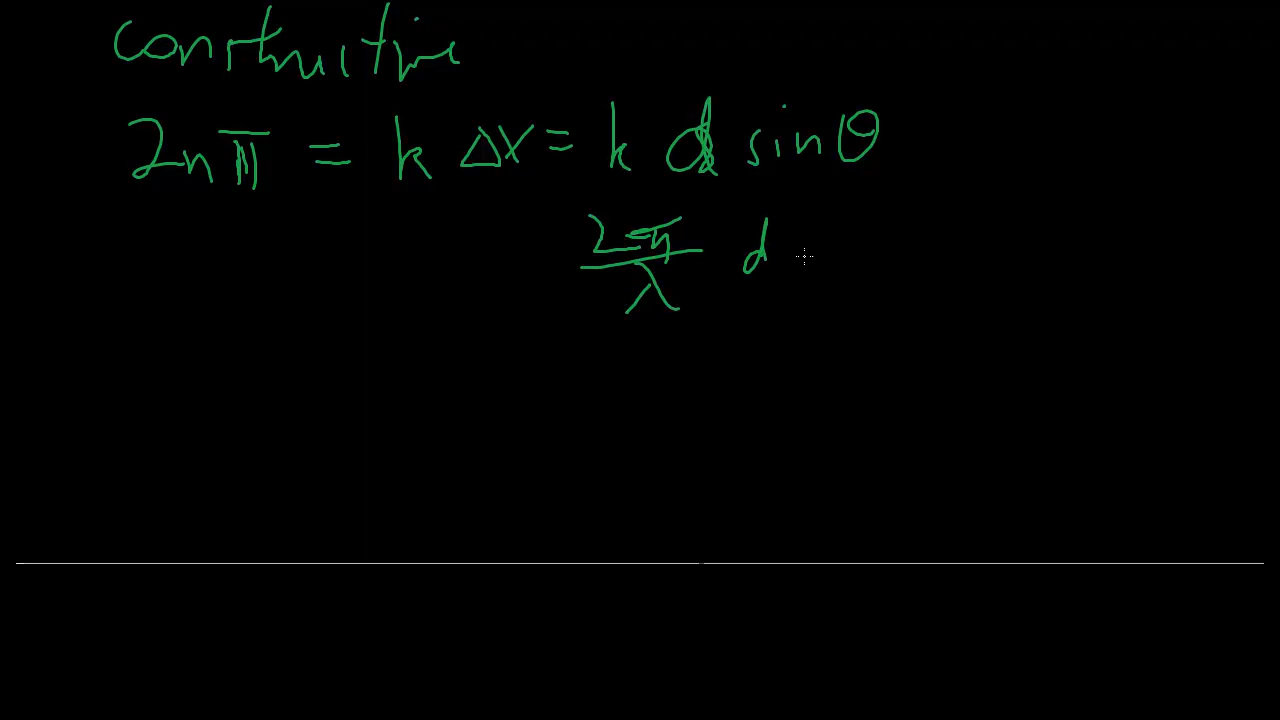 constructive
2nπ = k Δx = k d sinθ
2π/λ d